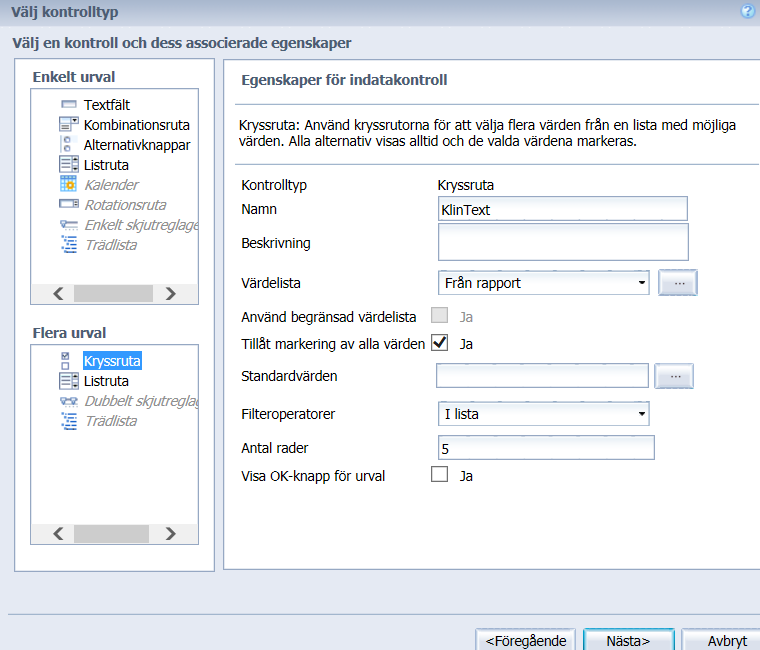 Välj kontrolltyp
Välj en kontroll och dess associerade egenskaper
Enkelt urval
Textfält
Kombinationsruta
Alternativknappar
Listruta
Kalender
Rotationsruta
Enkelt skjutreglage
Trädlista
Flera urval
Kryssruta
Listruta
Dubbelt skjutregla
Trädlista
Egenskaper för indatakontroll
Kryssruta: Använd kryssrutorna för att välja flera värden från en lista med möjliga
värden. Alla alternativ visas alltid och de valda värdena markeras.
Kontrolltyp Kryssruta
Namn KlinText
Beskrivning
Värdelista Från rapport ...
Använd begränsad värdelista Ja
Tillåt markering av alla värden Ja
Standardvärden ...
Filteroperatorer I lista
Antal rader 5
Visa OK-knapp för urval Ja
<Föregående Nästa> Avbryt